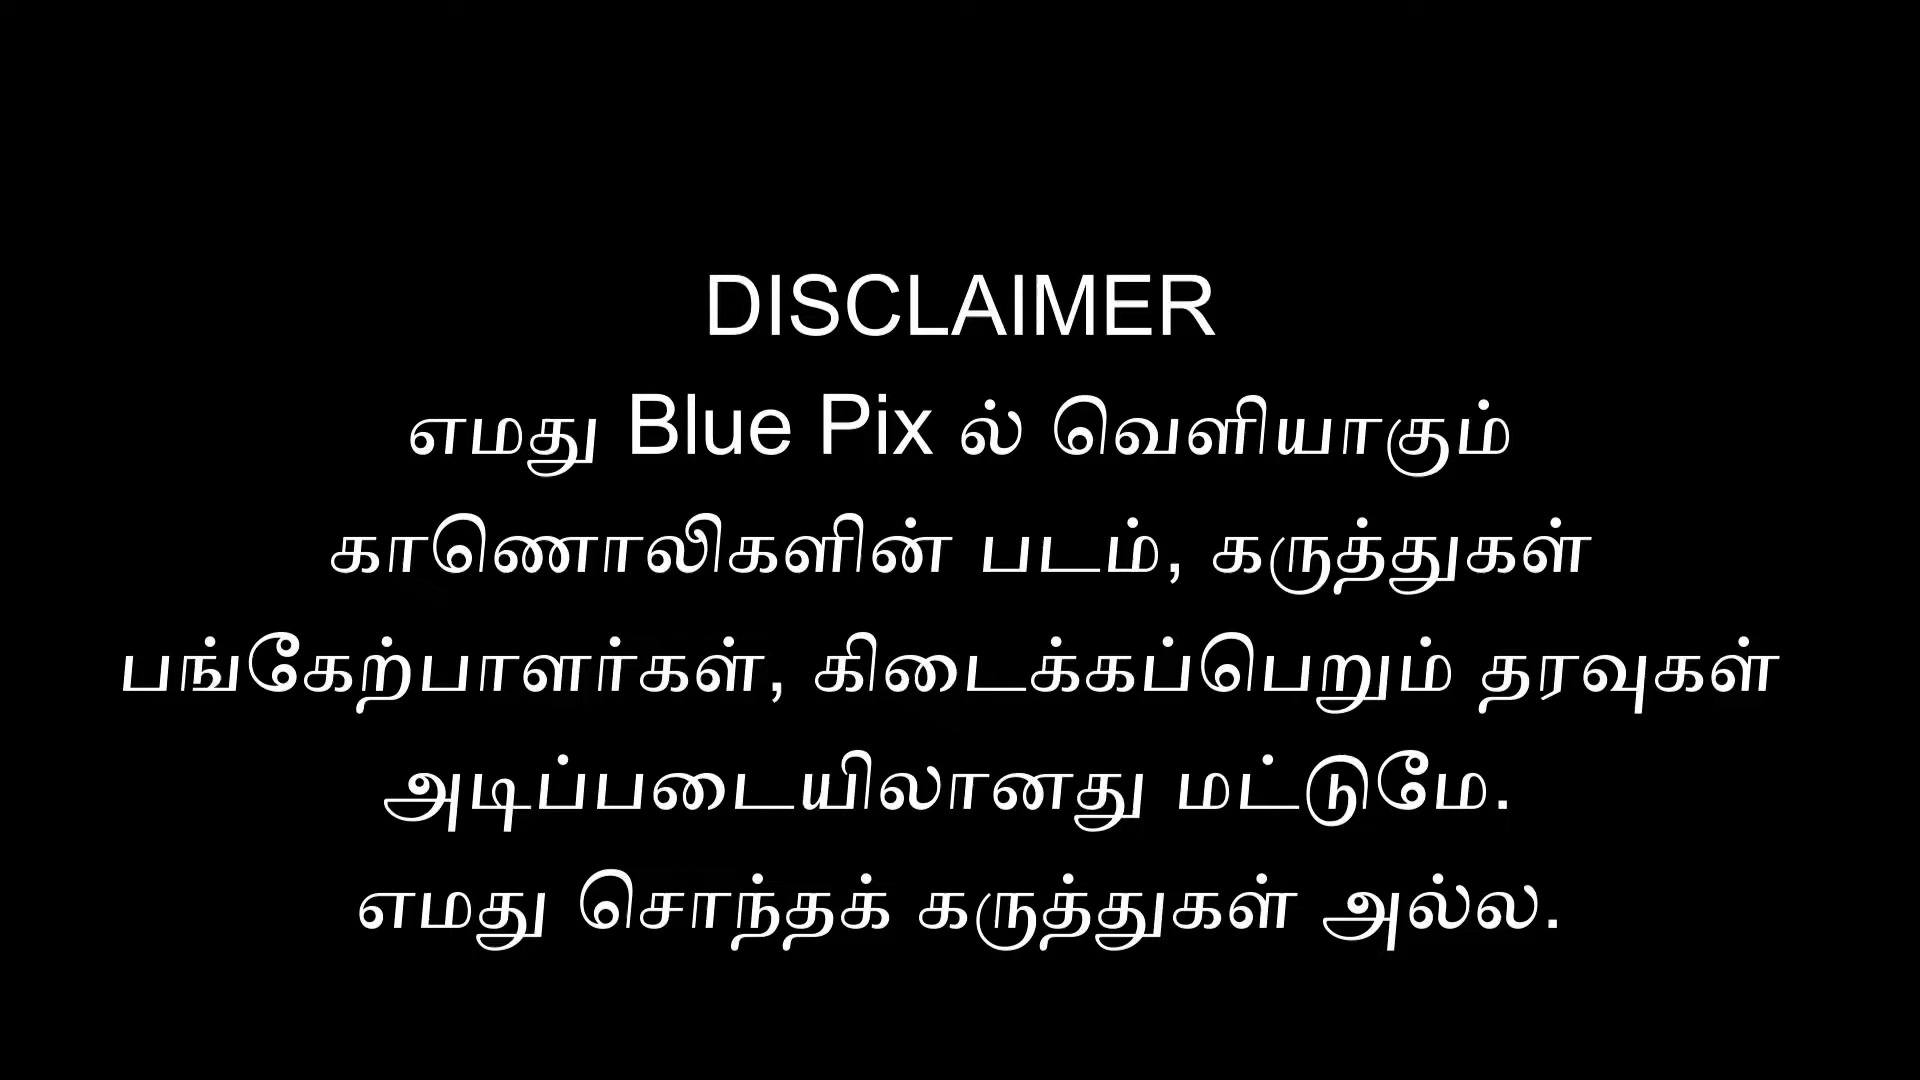 DISCLAIMER
எமது Blue Pix ல் வெளியாகும்
காணொலிகளின் படம், கருத்துகள்
பங்கேற்பாளர்கள், கிடைக்கப்பெறும் தரவுகள்
அடிப்படையிலானது மட்டுமே.
எமது சொந்தக் கருத்துகள் அல்ல.